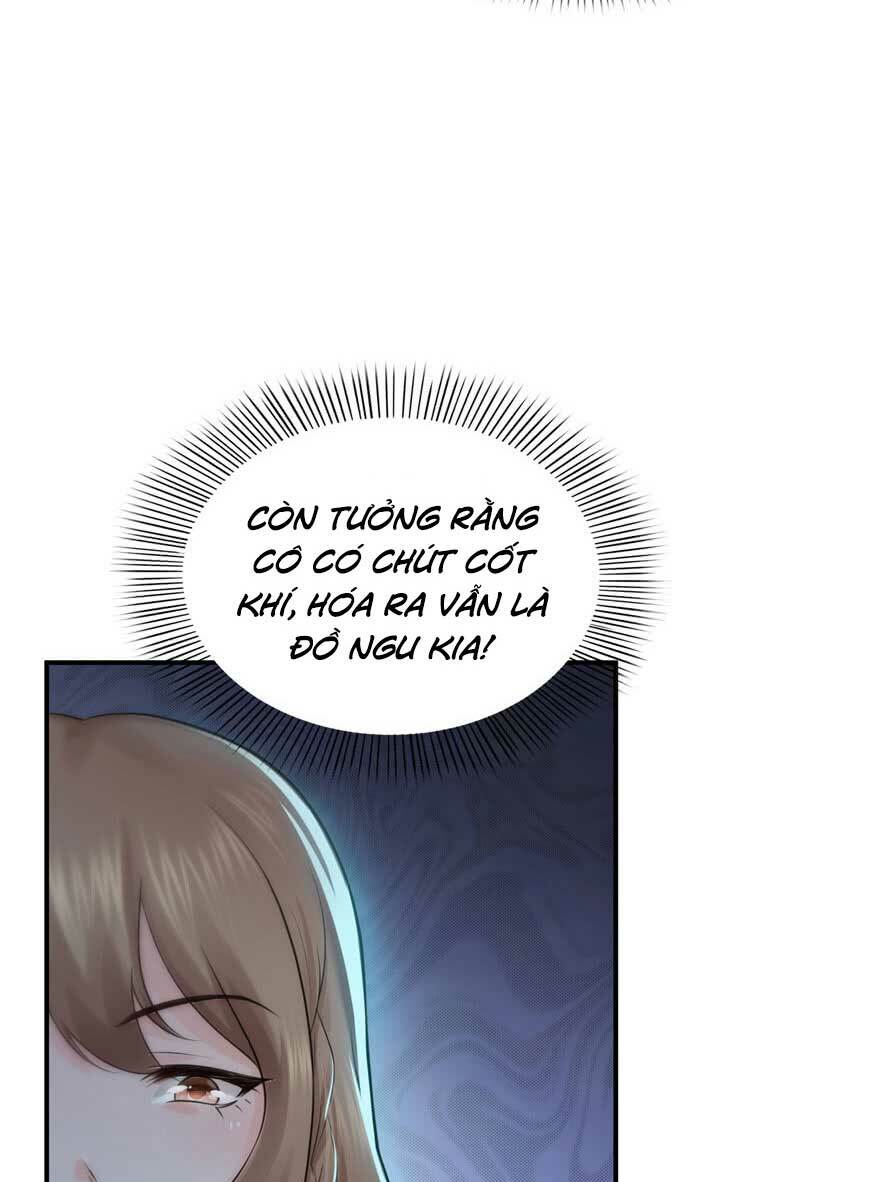 CÒN TƯỞNG RẰNG
CÔ CÓ CHÚT CỐT
KHÍ, HÓA RA VẪN LÀ
ĐỒ NGU KIA!